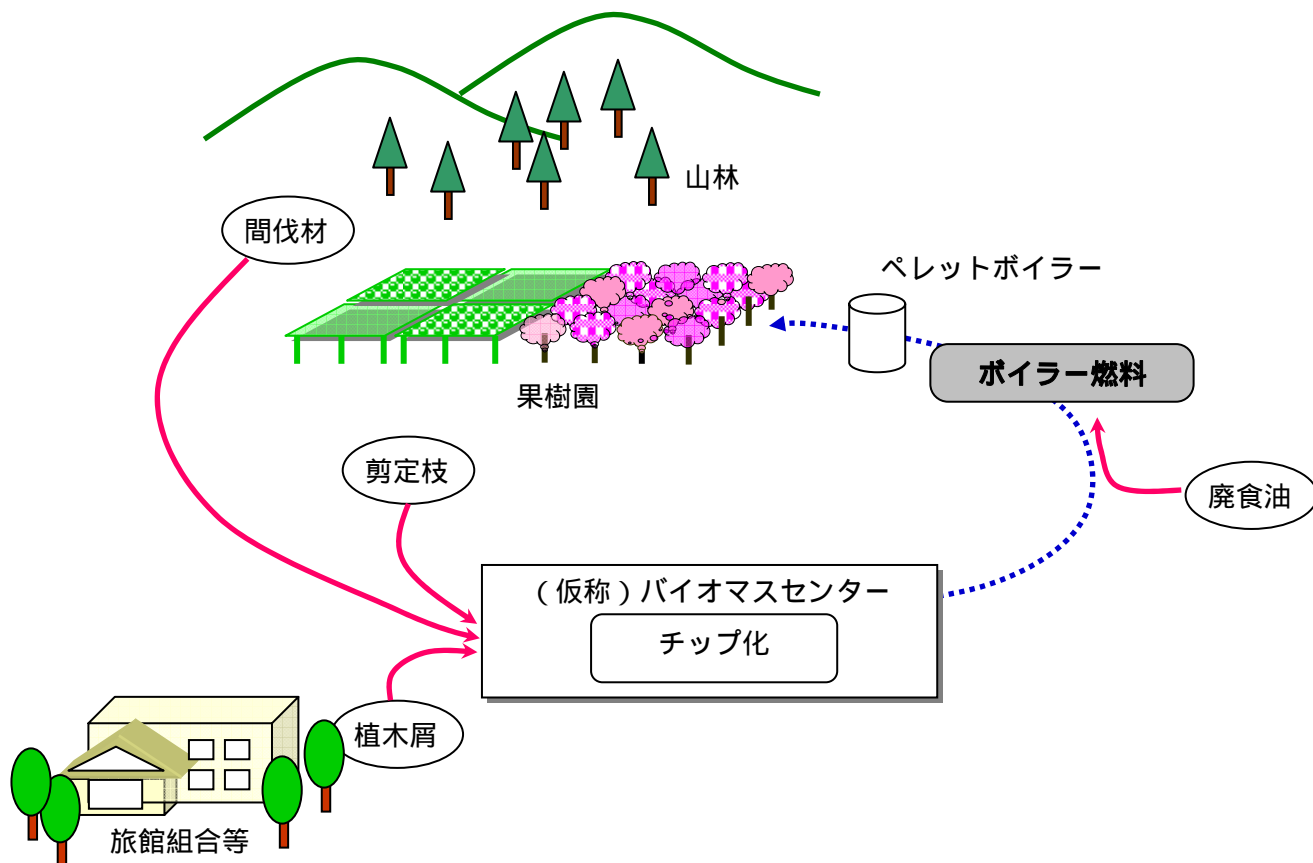 山林
間伐材
ペレットボイラー
ボイラー燃料
果樹園
剪定枝
廃食油
（仮称）バイオマスセンター
チップ化
植木屑
旅館組合等